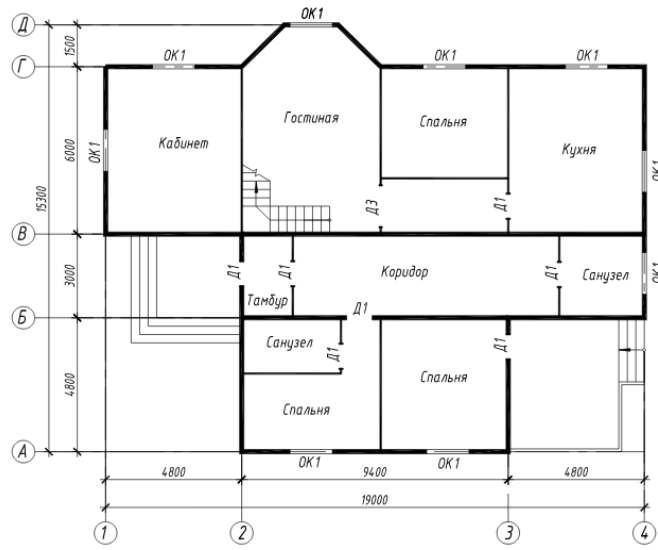 Д
ОК1
1500
Г
ОК1
ОК1
ОК1
Гостиная
Спальня
Кабинет
Кухня
ОК1
ОК1
6000
15300
Д3
Д1
В
3000
Д1
Д1
Коридор
Д1
Санузел
ОК1
Тамбур
Д1
Б
Санузел
Д1
Д1
4800
Спальня
Спальня
А
ОК1
ОК1
4800
9400
4800
19000
1
2
3
4